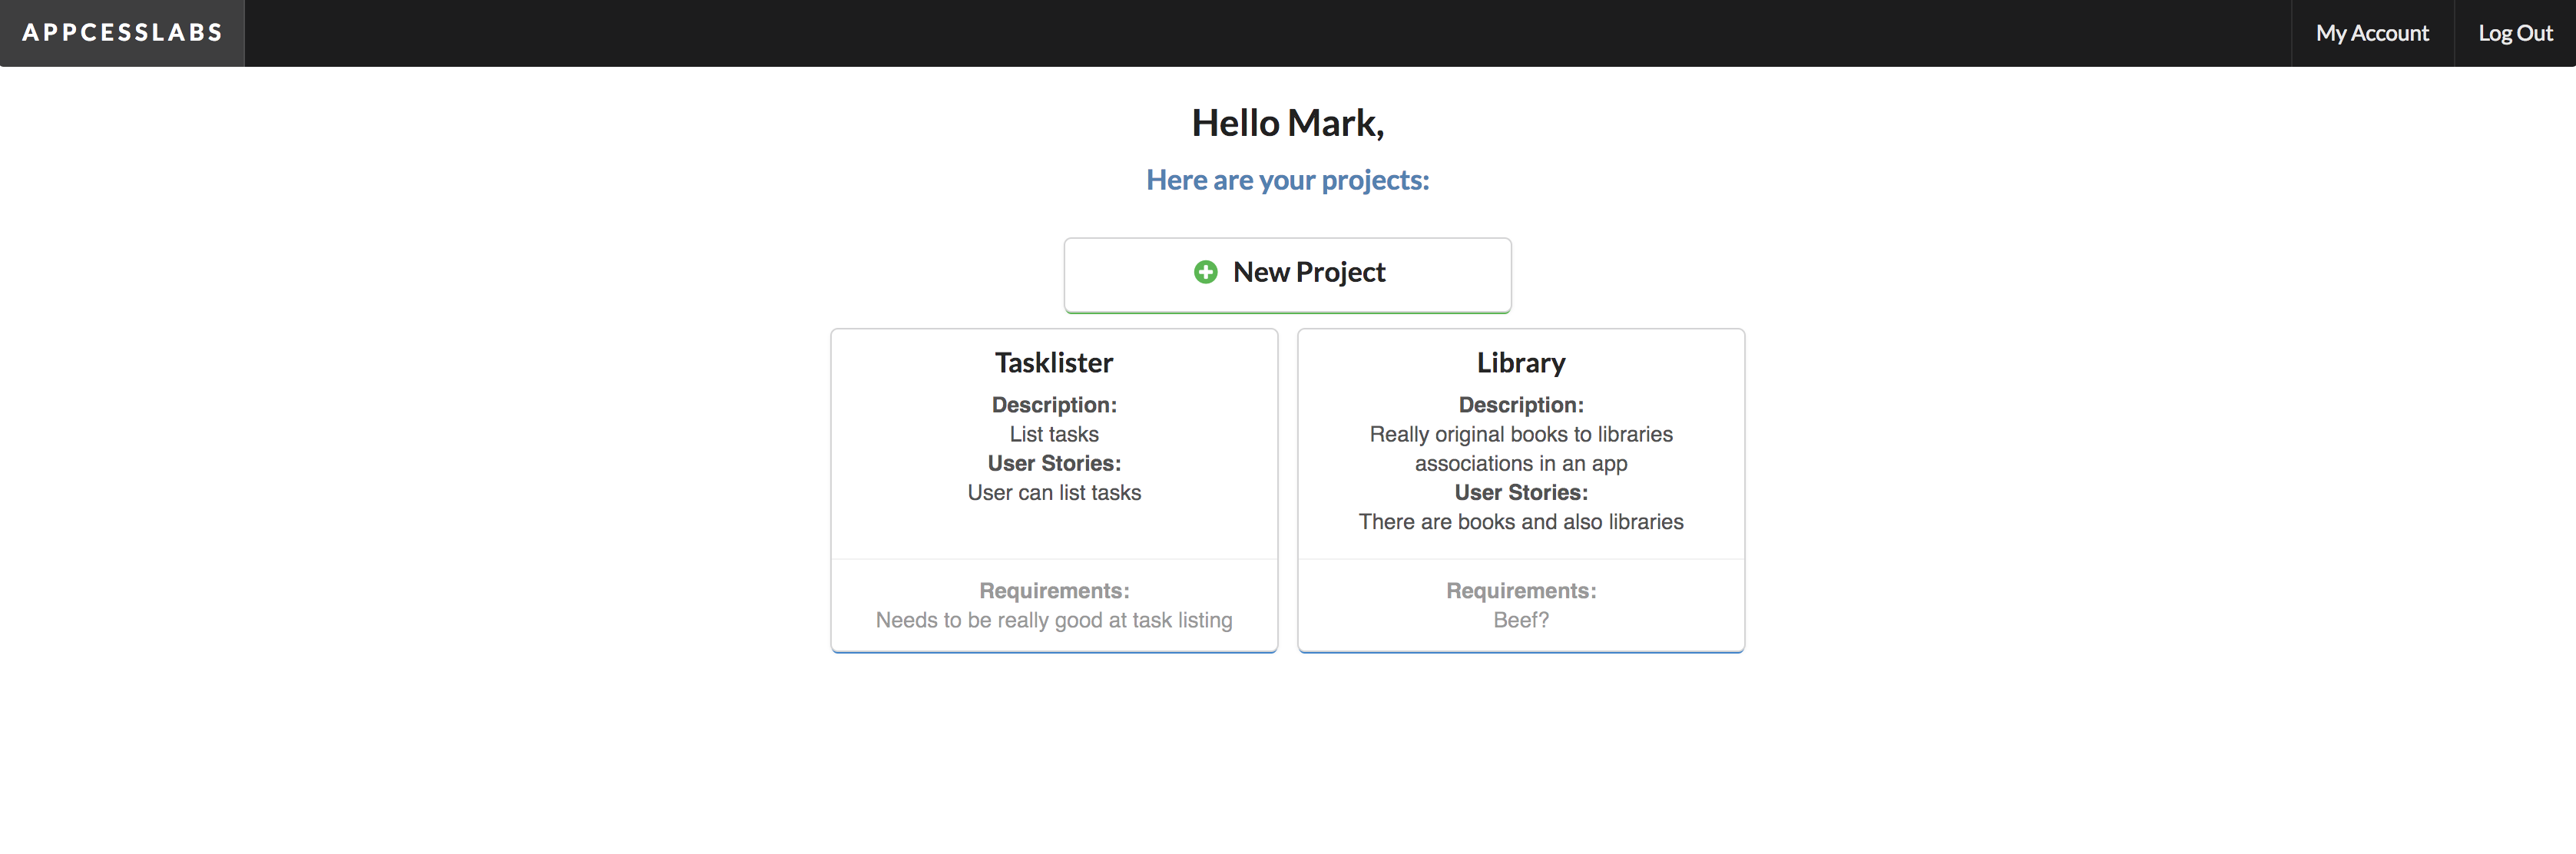 APPCESSLABS
My Account
Log Out
Hello Mark,
Here are your projects:
New Project
Tasklister
Description:
List tasks
User Stories:
User can list tasks
Requirements:
Needs to be really good at task listing
Library
Description:
Really original books to libraries
associations in an app
User Stories:
There are books and also libraries
Requirements:
Beef?